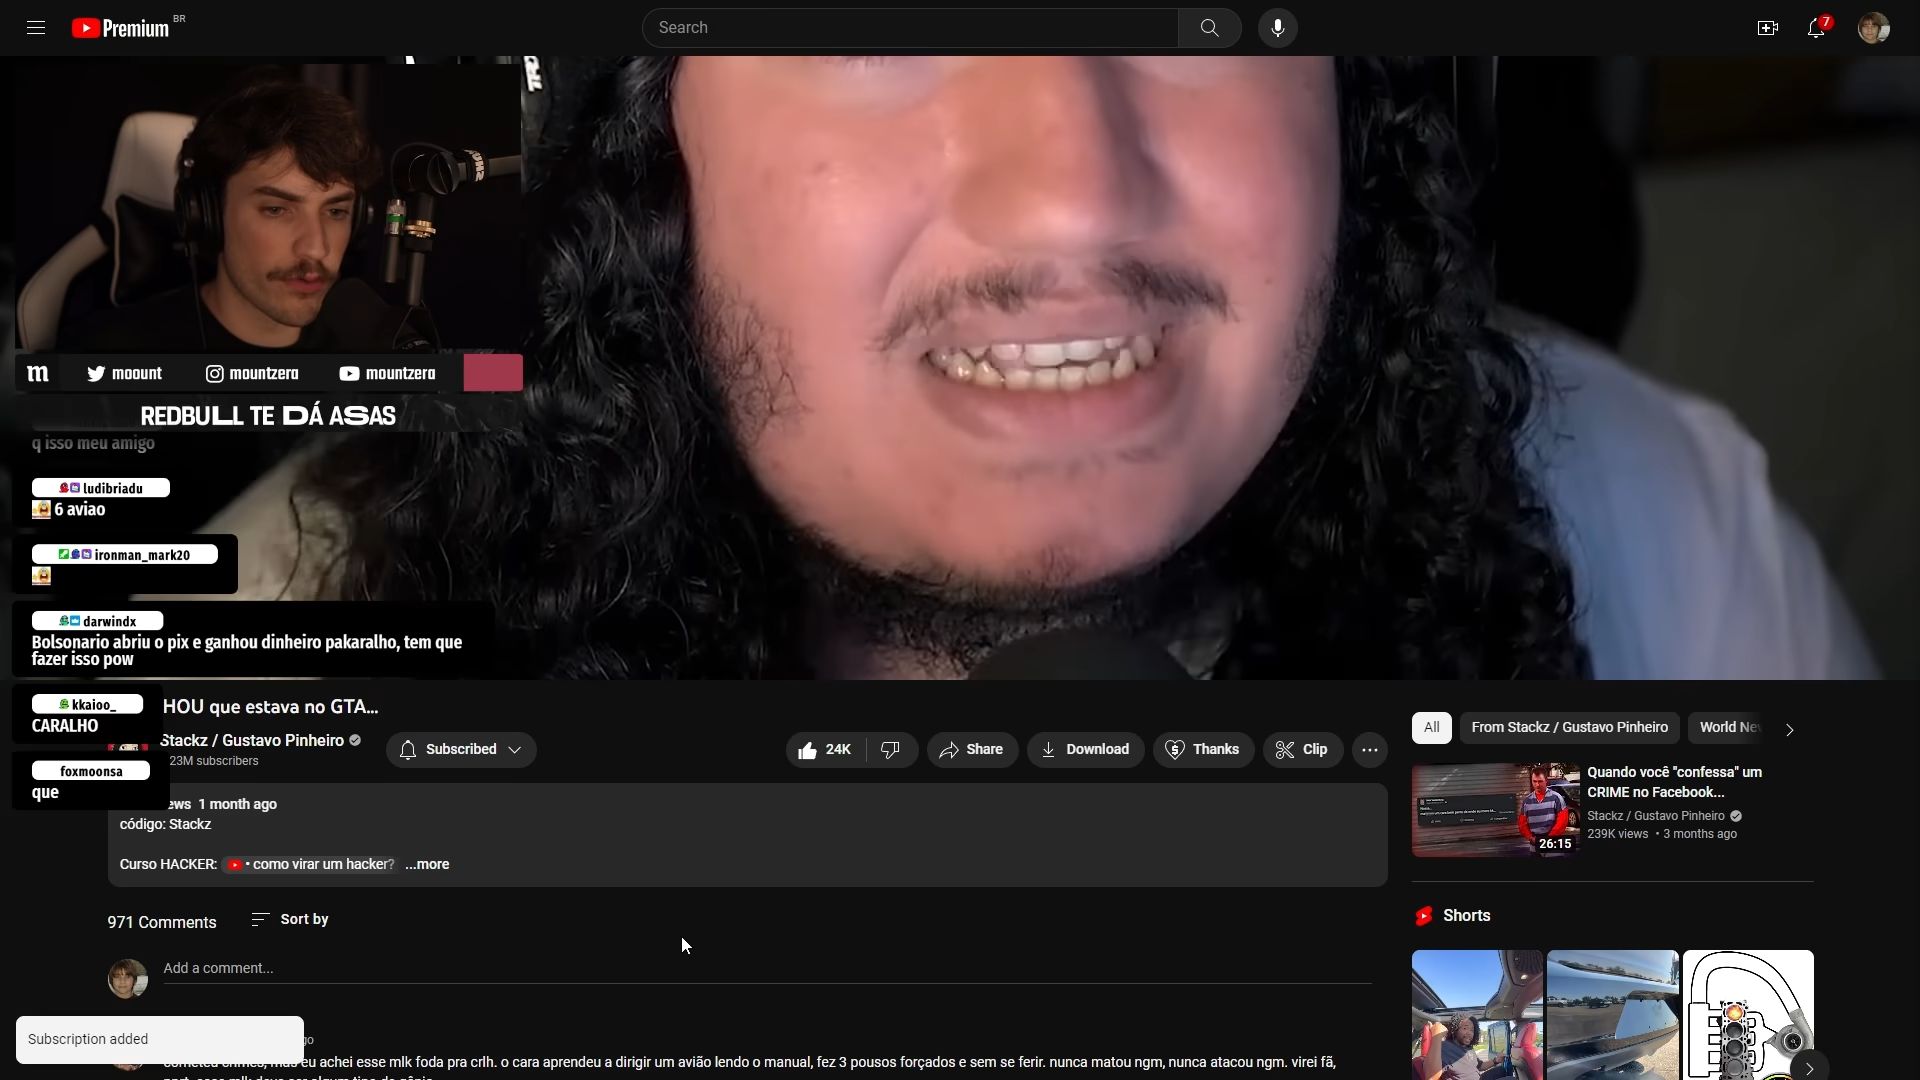 Premium BR
Search
7
moount
mountzera
mountzera
REDBULL TE DÁ ASAS
q isso meu amigo
ludibriadu
6 aviao
ironman_mark20
darwindx
Bolsonario abriu o pix e ganhou dinheiro pakaralho, tem que
fazer isso pow
kkaioo_
CARALHO
foxmoonsa
que
HOU que estava no GTA...
Stackz / Gustavo Pinheiro
23M subscribers
Subscribed
24K
Share
Download
Thanks
Clip
ews 1 month ago
código: Stackz
Curso HACKER: • como virar um hacker? ...more
971 Comments
Sort by
Add a comment...
go
eu achei esse mlk foda pra crlh. o cara aprendeu a dirigir um avião lendo o manual, fez 3 pousos forçados e sem se ferir. nunca matou ngm, nunca atacou ngm. virei fã,
Subscription added
All
From Stackz / Gustavo Pinheiro
World Nev
Quando você "confessa" um
CRIME no Facebook...
Stackz / Gustavo Pinheiro
239K views • 3 months ago
26:15
Shorts